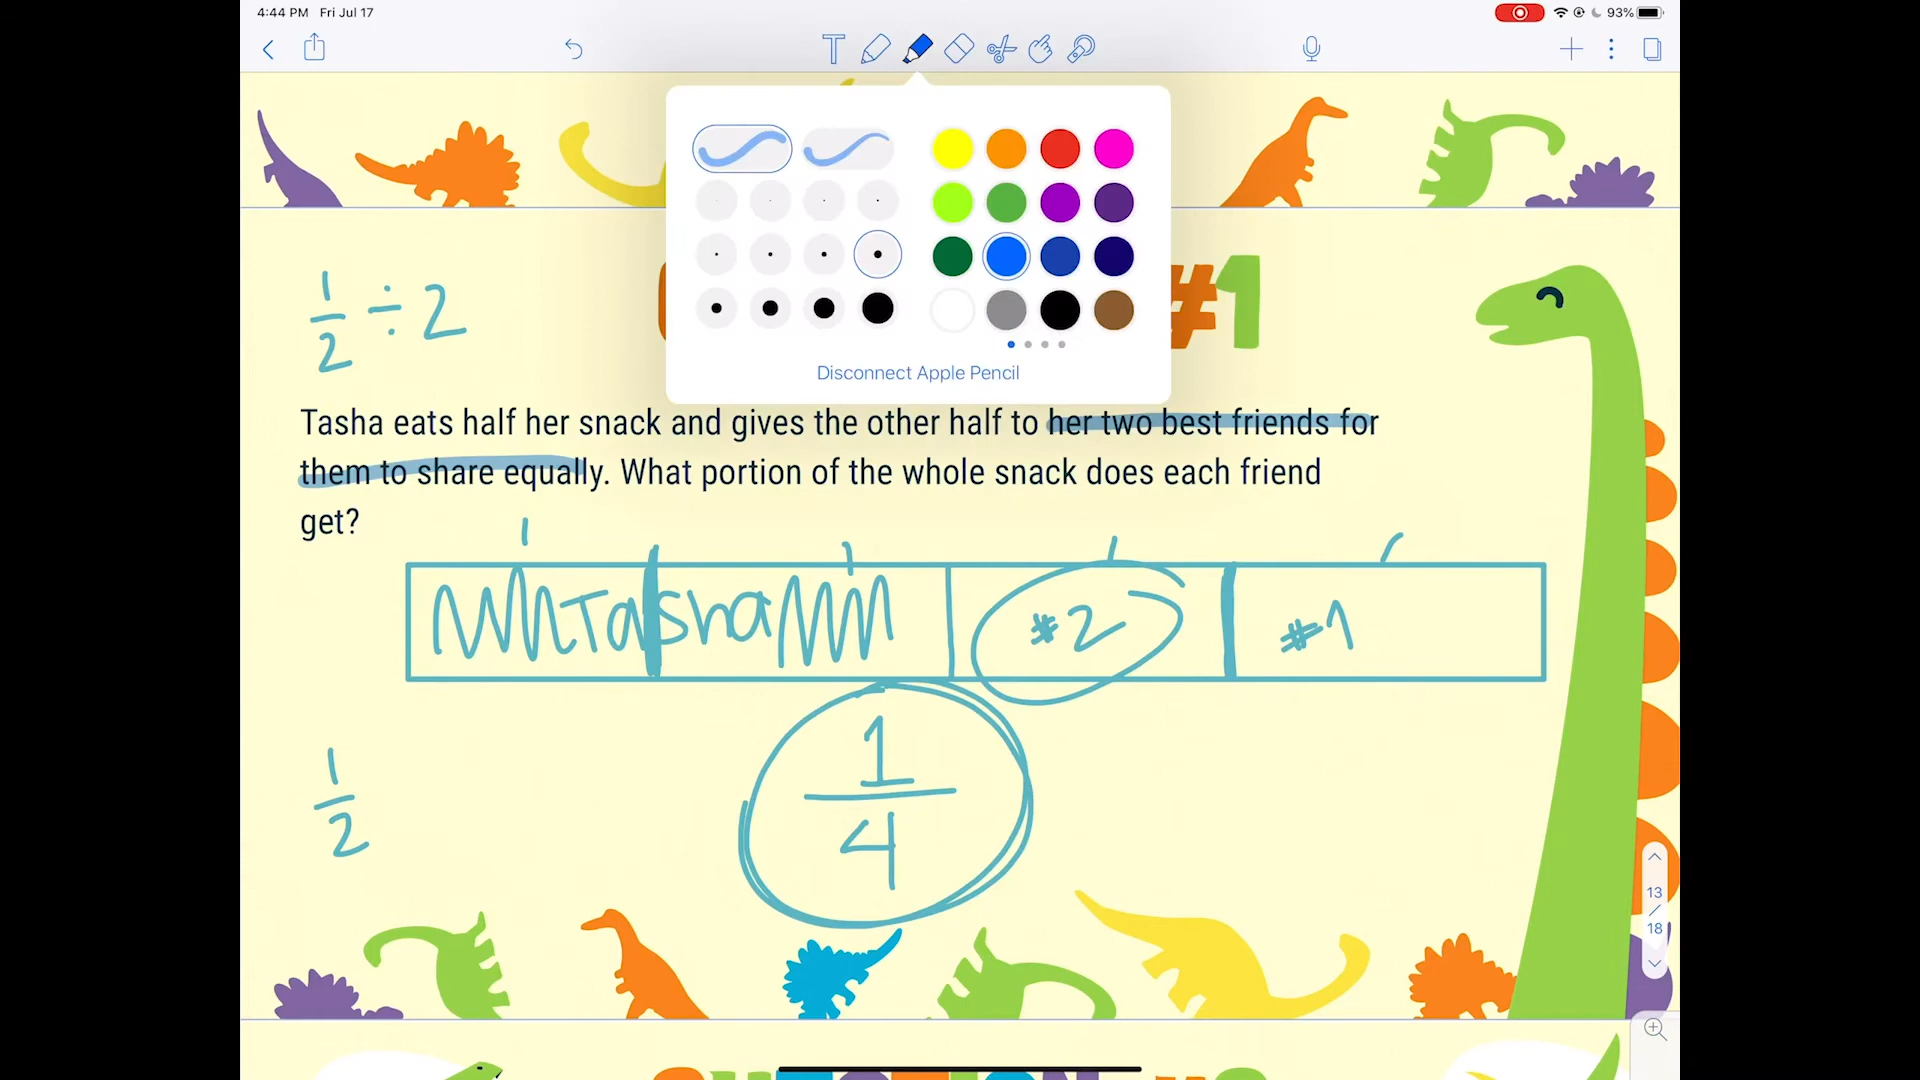 4:44 PM Fri Jul 17
93%
T
Disconnect Apple Pencil
#1
1
2 ÷ 2
Tasha eats half her snack and gives the other half to her two best friends for
them to share equally. What portion of the whole snack does each friend
get?
Tasha #2 #1
1
4
1
2
13
/
18